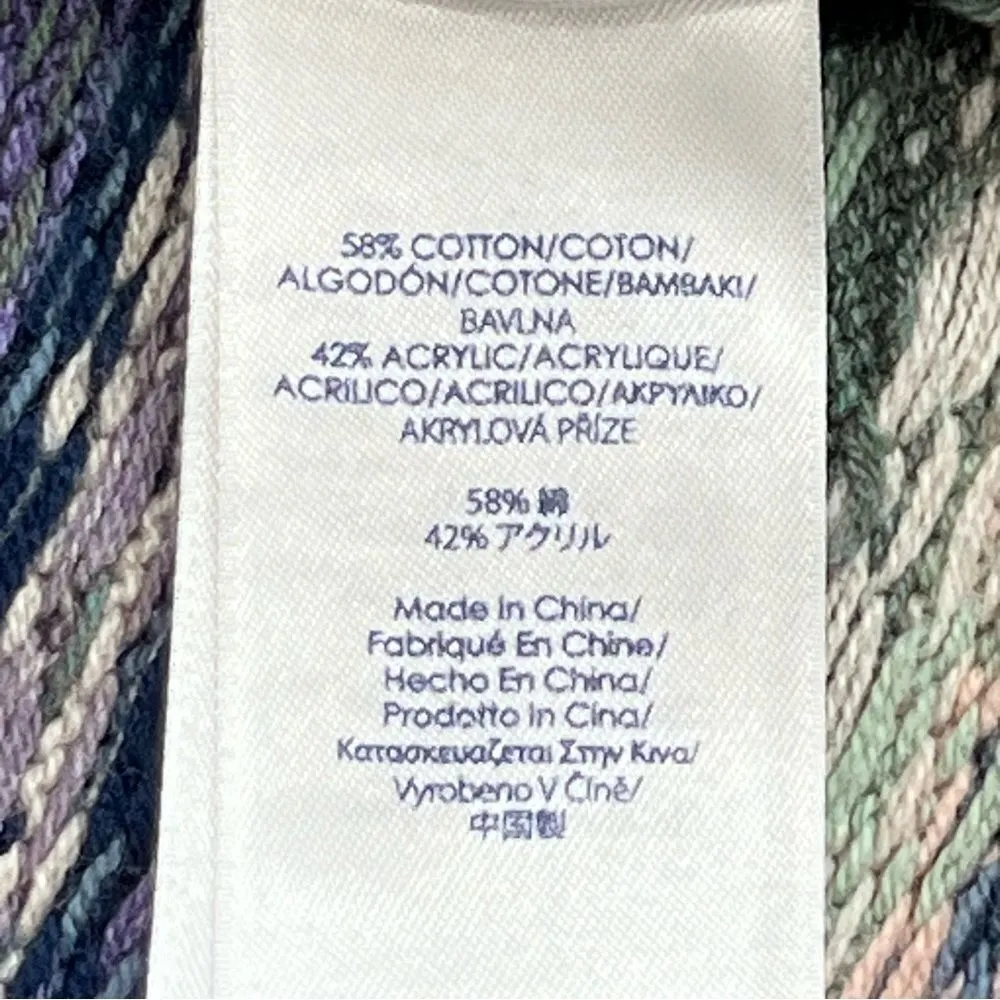 58% COTTON/COTON/
ALGODÓN/COTONE/BAMBAKI/
BAVLNA
42% ACRYLIC/ACRYLIQUE/
ACRILICO/ACRILICO/ΑΚΡΥΛΙΚΟ/
AKRYLOVÁ PŘÍZE
58% 綿
42% アクリル
Made In China/
Fabriqué En Chine/
Hecho En China/
Prodotto In Cina/
Κατασκευαζεται Στην Κινα/
Vyrobeno V Číně/
中国製